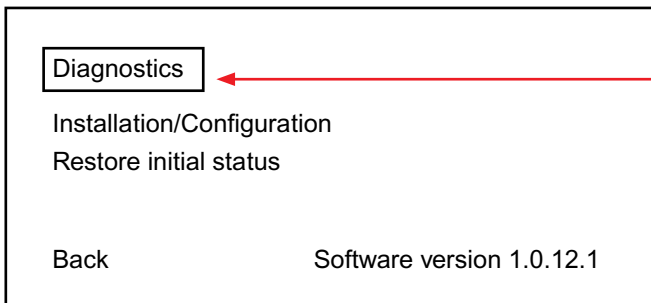 Diagnostics
Installation/Configuration
Restore initial status
Back Software version 1.0.12.1